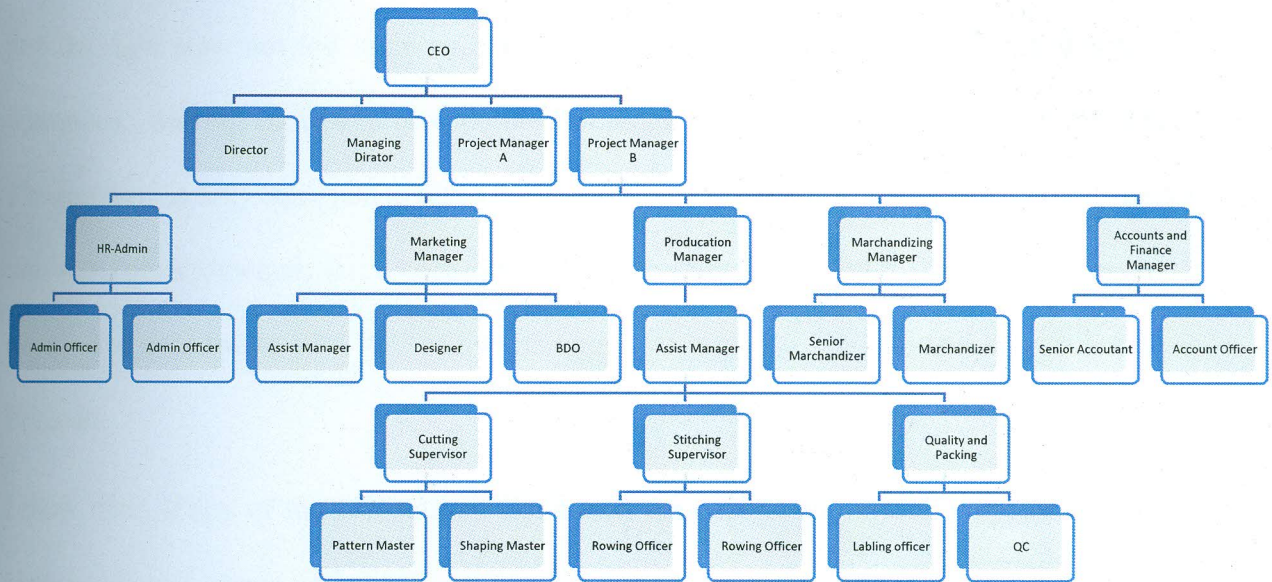 CEO
Director
Managing
Dirator
Project Manager
A
Project Manager
B
HR-Admin
Marketing
Manager
Producation
Manager
Marchandizing
Manager
Accounts and
Finance
Manager
Admin Officer
Admin Officer
Assist Manager
Designer
BDO
Assist Manager
Senior
Marchandizer
Marchandizer
Senior Accoutant
Account Officer
Cutting
Supervisor
Stitching
Supervisor
Quality and
Packing
Pattern Master
Shaping Master
Rowing Officer
Rowing Officer
Labling officer
QC